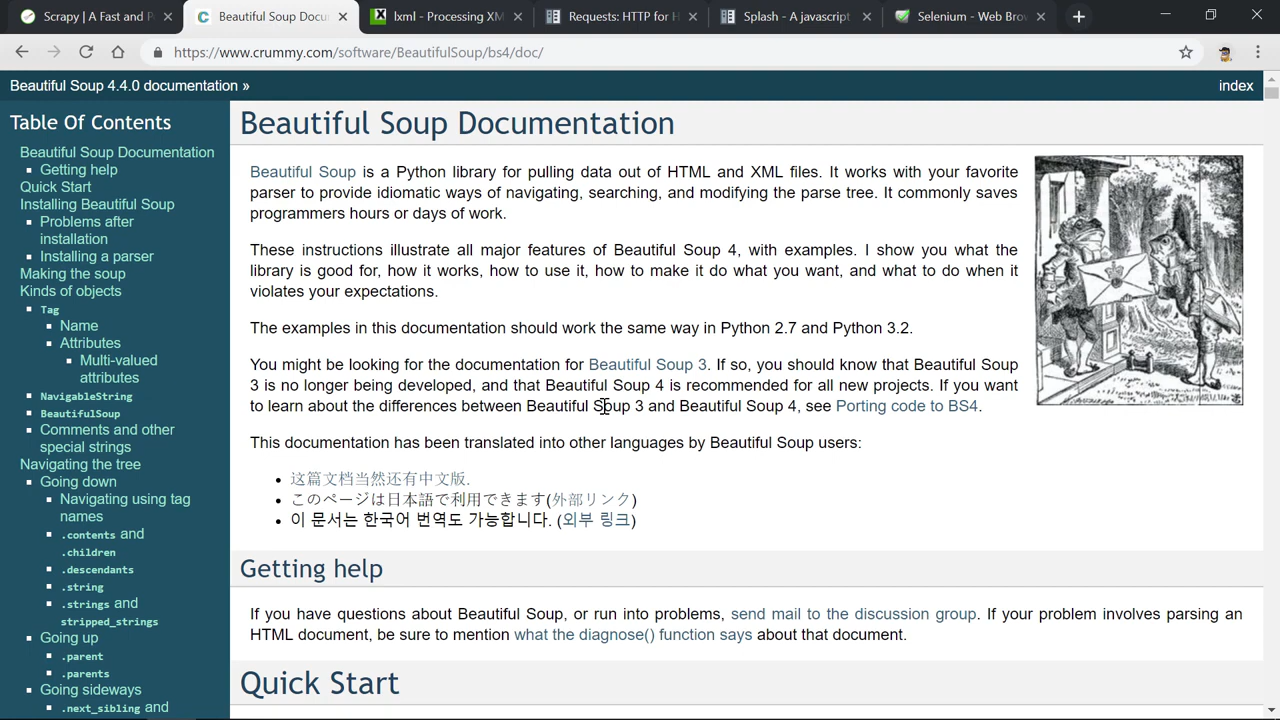 Scrapy | A Fast and P
Beautiful Soup Docu
lxml - Processing XM
Requests: HTTP for H
Splash - A javascript
Selenium - Web Brow
https://www.crummy.com/software/BeautifulSoup/bs4/doc/
Beautiful Soup 4.4.0 documentation »
index
Table Of Contents
Beautiful Soup Documentation
Getting help
Quick Start
Installing Beautiful Soup
Problems after
installation
Installing a parser
Making the soup
Kinds of objects
Tag
Name
Attributes
Multi-valued
attributes
NavigableString
BeautifulSoup
Comments and other
special strings
Navigating the tree
Going down
Navigating using tag
names
.contents and
.children
.descendants
.string
.strings and
stripped_strings
Going up
.parent
.parents
Going sideways
.next_sibling and
Beautiful Soup Documentation
Beautiful Soup is a Python library for pulling data out of HTML and XML files. It works with your favorite
parser to provide idiomatic ways of navigating, searching, and modifying the parse tree. It commonly saves
programmers hours or days of work.
These instructions illustrate all major features of Beautiful Soup 4, with examples. I show you what the
library is good for, how it works, how to use it, how to make it do what you want, and what to do when it
violates your expectations.
The examples in this documentation should work the same way in Python 2.7 and Python 3.2.
You might be looking for the documentation for Beautiful Soup 3. If so, you should know that Beautiful Soup
3 is no longer being developed, and that Beautiful Soup 4 is recommended for all new projects. If you want
to learn about the differences between Beautiful Soup 3 and Beautiful Soup 4, see Porting code to BS4.
This documentation has been translated into other languages by Beautiful Soup users:
这篇文档当然还有中文版.
このページは日本語で利用できます(外部リンク)
이 문서는 한국어 번역도 가능합니다. (외부 링크)
Getting help
If you have questions about Beautiful Soup, or run into problems, send mail to the discussion group. If your problem involves parsing an
HTML document, be sure to mention what the diagnose() function says about that document.
Quick Start